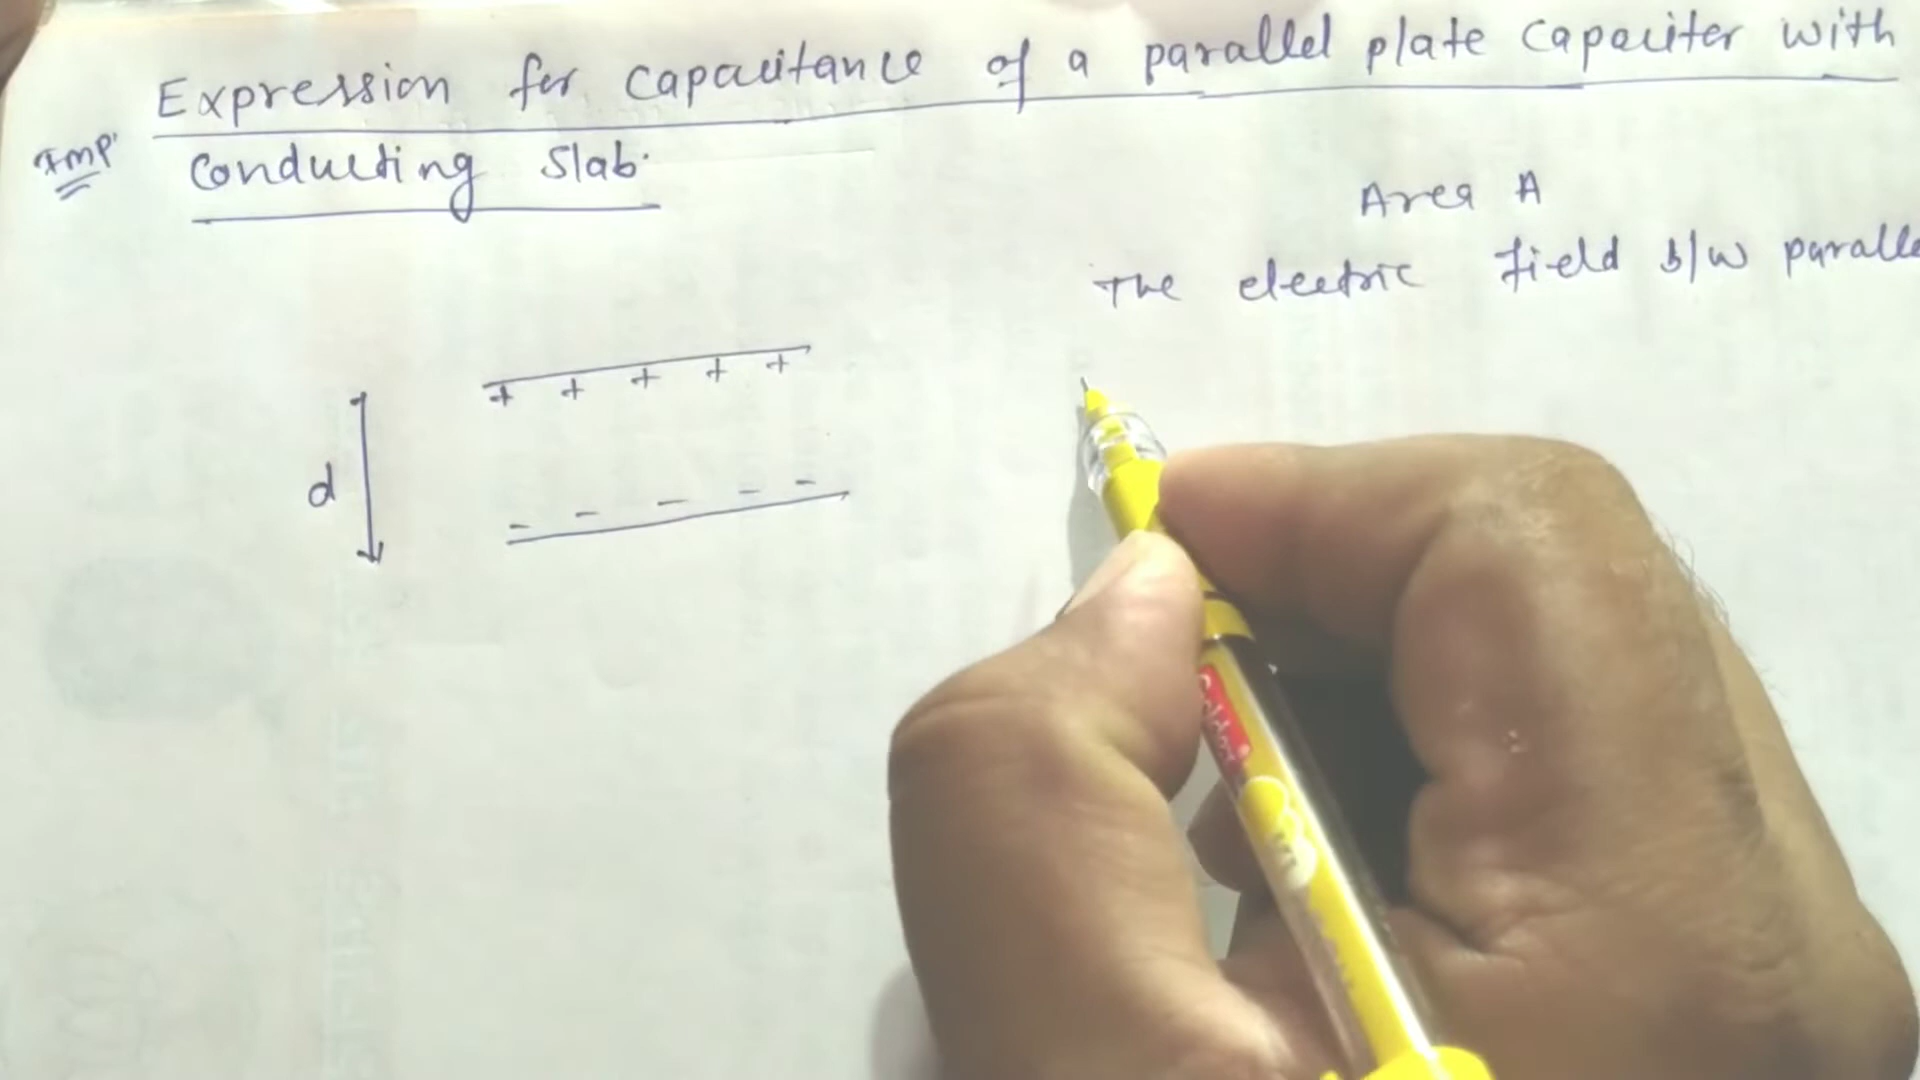 Expression for capacitance of a parallel plate capaciter with
Imp'
conducting slab.
Area A
The electric field b/w paralle
+ + + + +
d
- - - - -